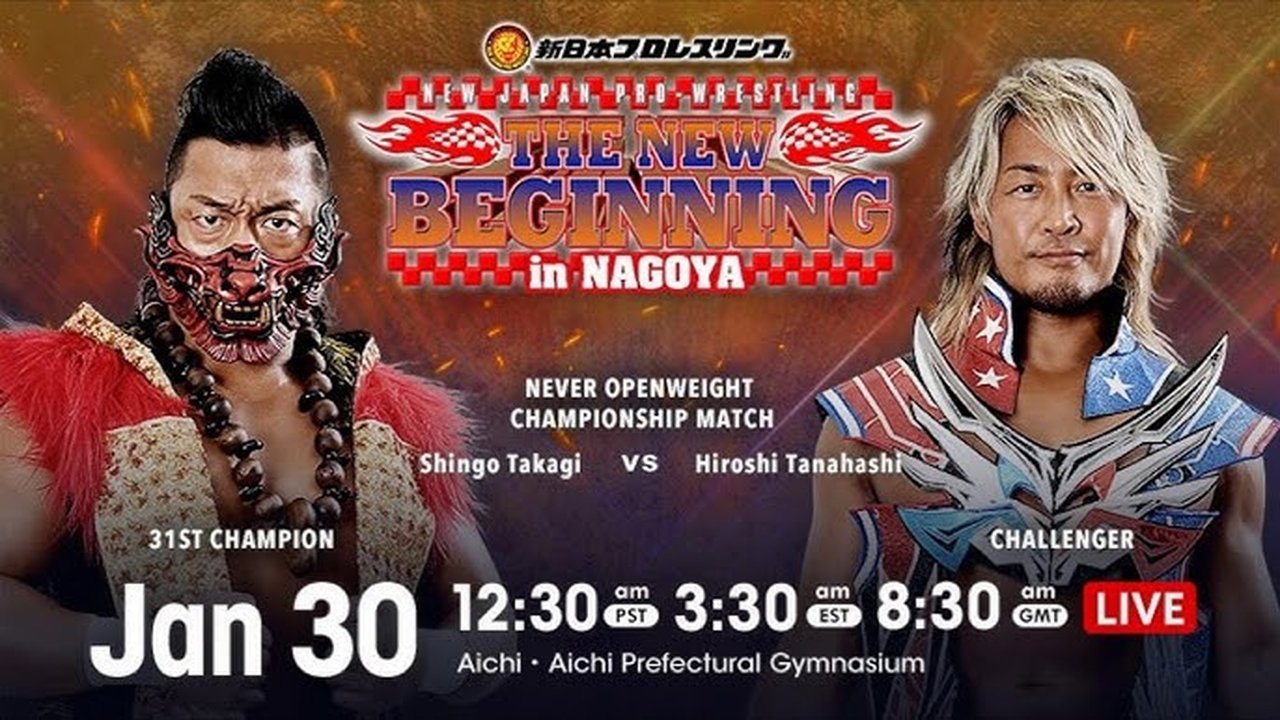 新日本プロレスリング
NEW JAPAN PRO-WRESTLING
THE NEW
BEGINNING
in NAGOYA
NEVER OPENWEIGHT
CHAMPIONSHIP MATCH
Shingo Takagi VS Hiroshi Tanahashi
31ST CHAMPION
CHALLENGER
Jan 30
12:30 am PST 3:30 am EST 8:30 am GMT LIVE
Aichi・Aichi Prefectural Gymnasium